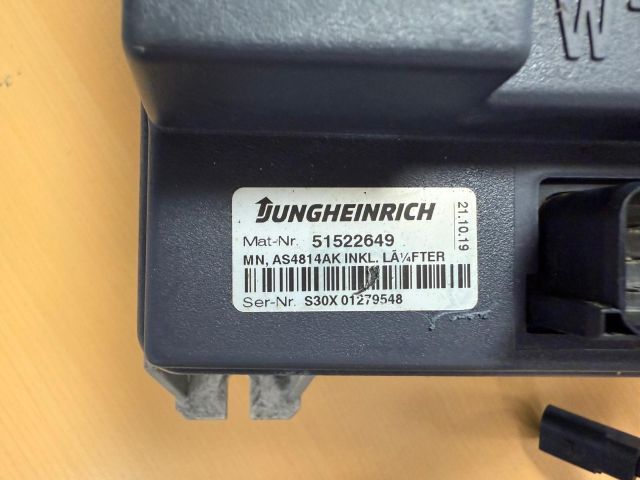 W
JUNGHEINRICH
21.10.19
Mat-Nr. 51522649
MN, AS4814AK INKL. LÃ¼FTER
Ser-Nr. S30X 01279548